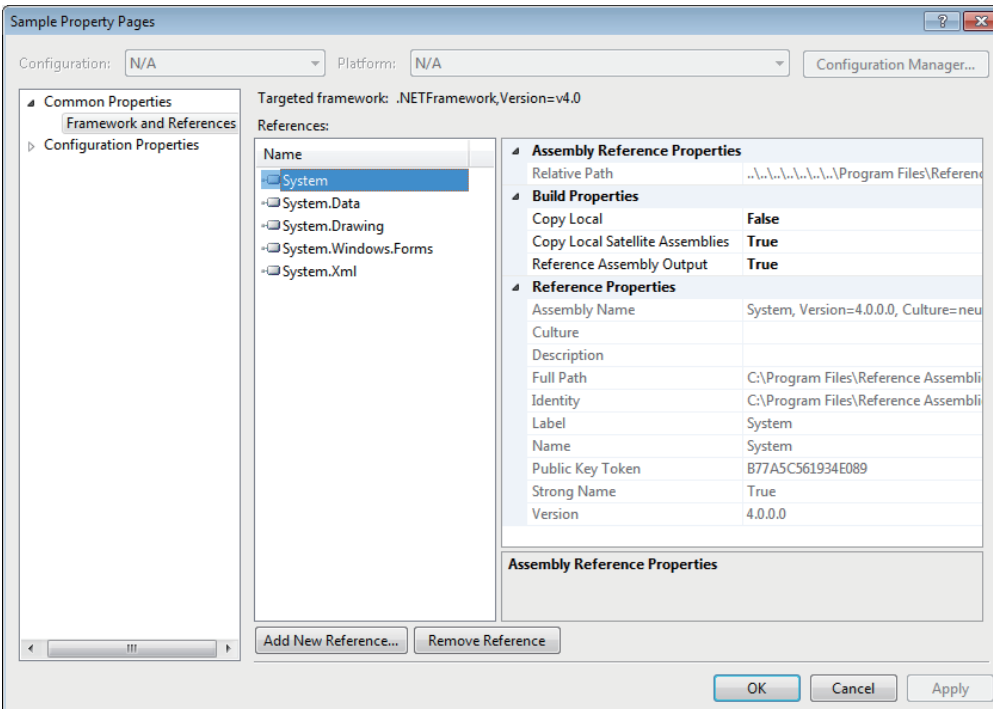 Sample Property Pages
Configuration: N/A Platform: N/A Configuration Manager...
Common Properties
Framework and References
Configuration Properties
Targeted framework: .NETFramework,Version=v4.0
References:
Name
System
System.Data
System.Drawing
System.Windows.Forms
System.Xml
Assembly Reference Properties
Relative Path ..\..\..\..\..\..\Program Files\Referenc
Build Properties
Copy Local False
Copy Local Satellite Assemblies True
Reference Assembly Output True
Reference Properties
Assembly Name System, Version=4.0.0.0, Culture=neu
Culture
Description
Full Path C:\Program Files\Reference Assembli
Identity C:\Program Files\Reference Assembli
Label System
Name System
Public Key Token B77A5C561934E089
Strong Name True
Version 4.0.0.0
Assembly Reference Properties
Add New Reference... Remove Reference
OK Cancel Apply